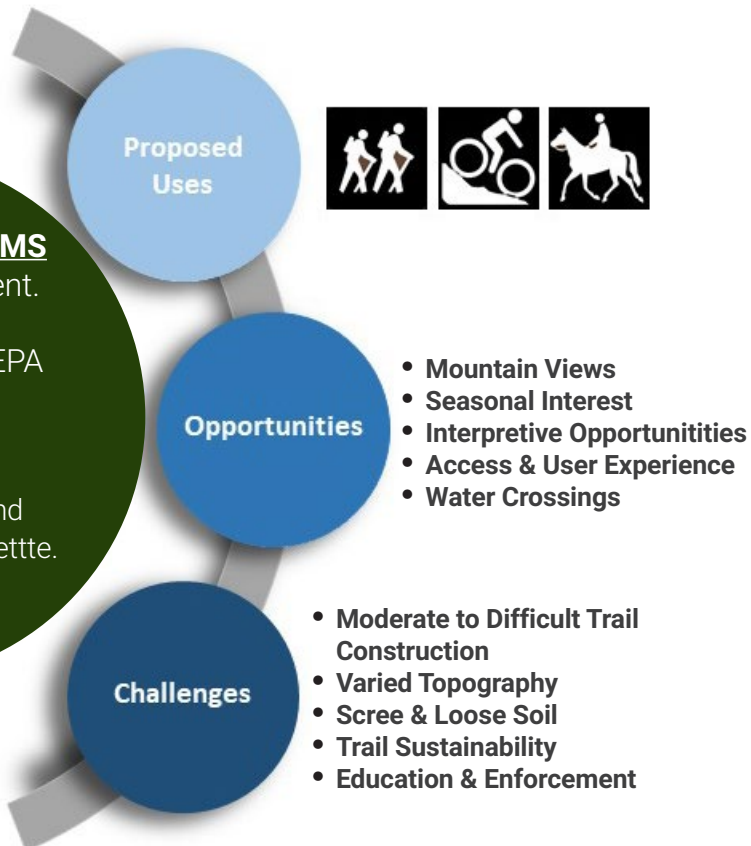 Proposed
Uses
MS
ent.
EPA
nd
ettte.
Opportunities
• Mountain Views
• Seasonal Interest
• Interpretive Opportunitities
• Access & User Experience
• Water Crossings
Challenges
• Moderate to Difficult Trail
Construction
• Varied Topography
• Scree & Loose Soil
• Trail Sustainability
• Education & Enforcement